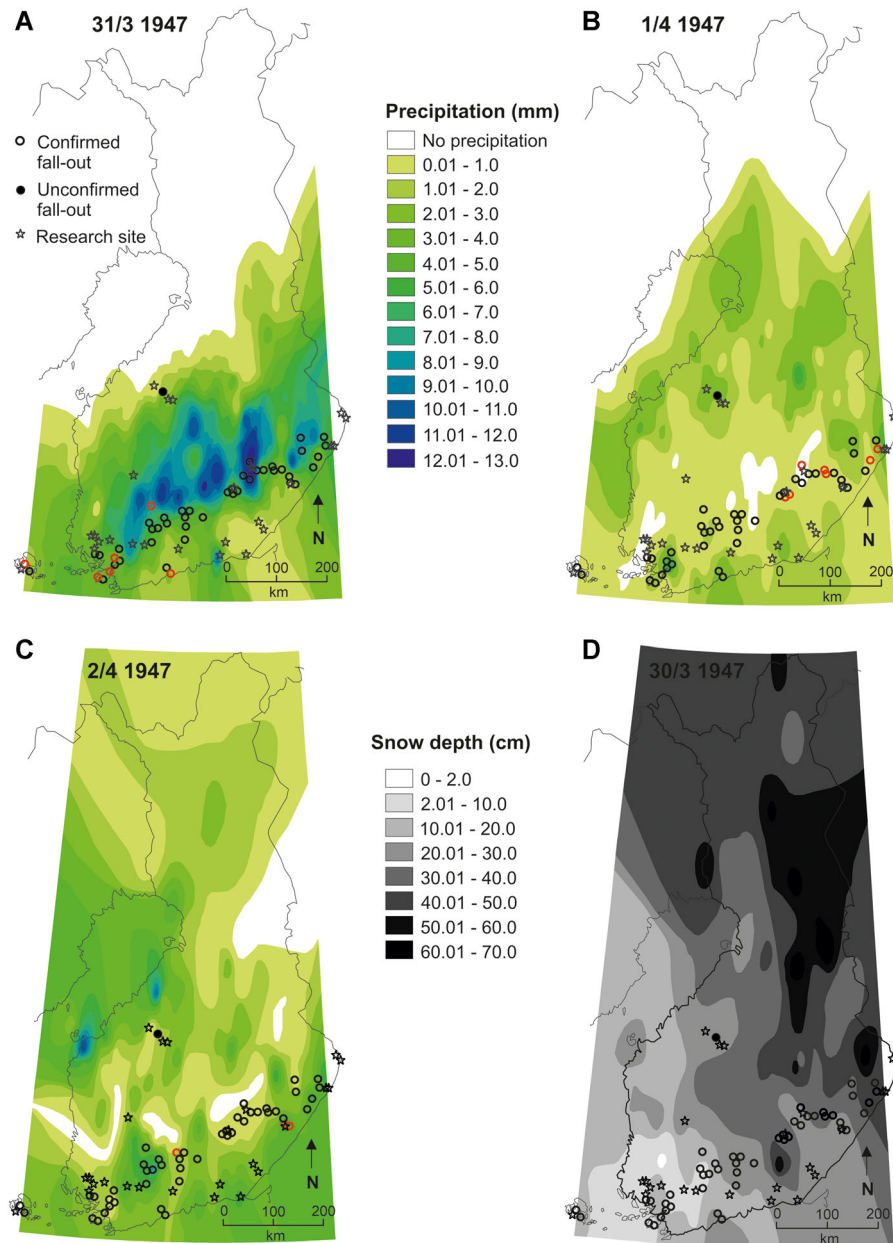 A
31/3 1947
Confirmed
fall-out
Unconfirmed
fall-out
Research site
N
0 100 200
km
Precipitation (mm)
No precipitation
0.01 - 1.0
1.01 - 2.0
2.01 - 3.0
3.01 - 4.0
4.01 - 5.0
5.01 - 6.0
6.01 - 7.0
7.01 - 8.0
8.01 - 9.0
9.01 - 10.0
10.01 - 11.0
11.01 - 12.0
12.01 - 13.0
B
1/4 1947
N
0 100 200
km
C
2/4 1947
N
0 100 200
km
Snow depth (cm)
0 - 2.0
2.01 - 10.0
10.01 - 20.0
20.01 - 30.0
30.01 - 40.0
40.01 - 50.0
50.01 - 60.0
60.01 - 70.0
D
30/3 1947
N
0 100 200
km